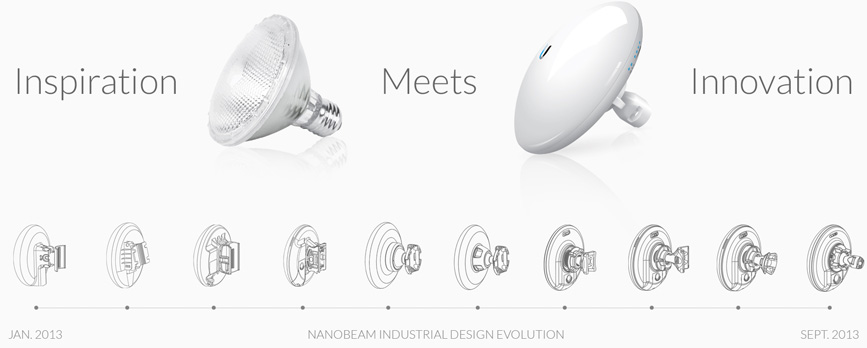 Inspiration Meets Innovation
JAN. 2013 NANOBEAM INDUSTRIAL DESIGN EVOLUTION SEPT. 2013